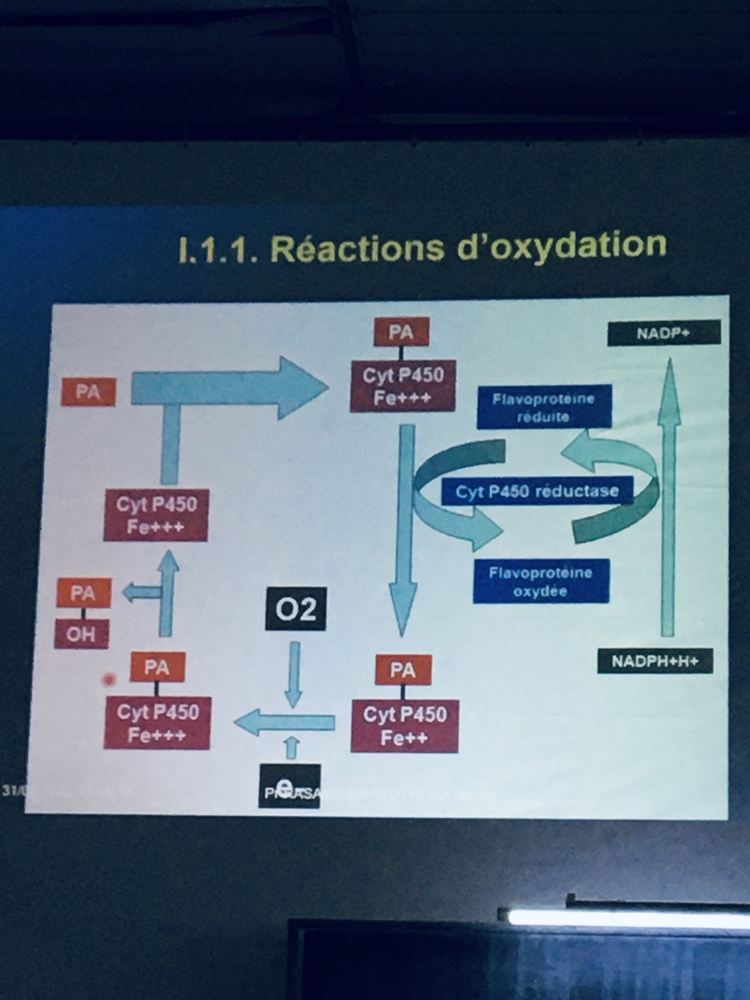 I.1.1. Réactions d'oxydation
PA
NADP+
PA
Cyt P450
Fe+++
Flavoprotéine
réduite
Cyt P450 réductase
Cyt P450
Fe+++
Flavoprotéine
oxydée
PA
OH
O2
PA
Cyt P450
Fe+++
PA
Cyt P450
Fe++
NADPH+H+
e-
31/